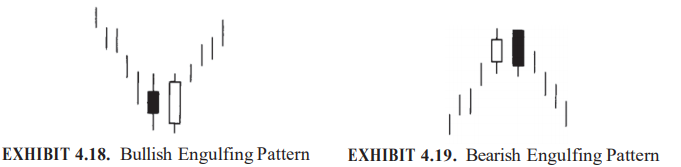 EXHIBIT 4.18. Bullish Engulfing Pattern
EXHIBIT 4.19. Bearish Engulfing Pattern